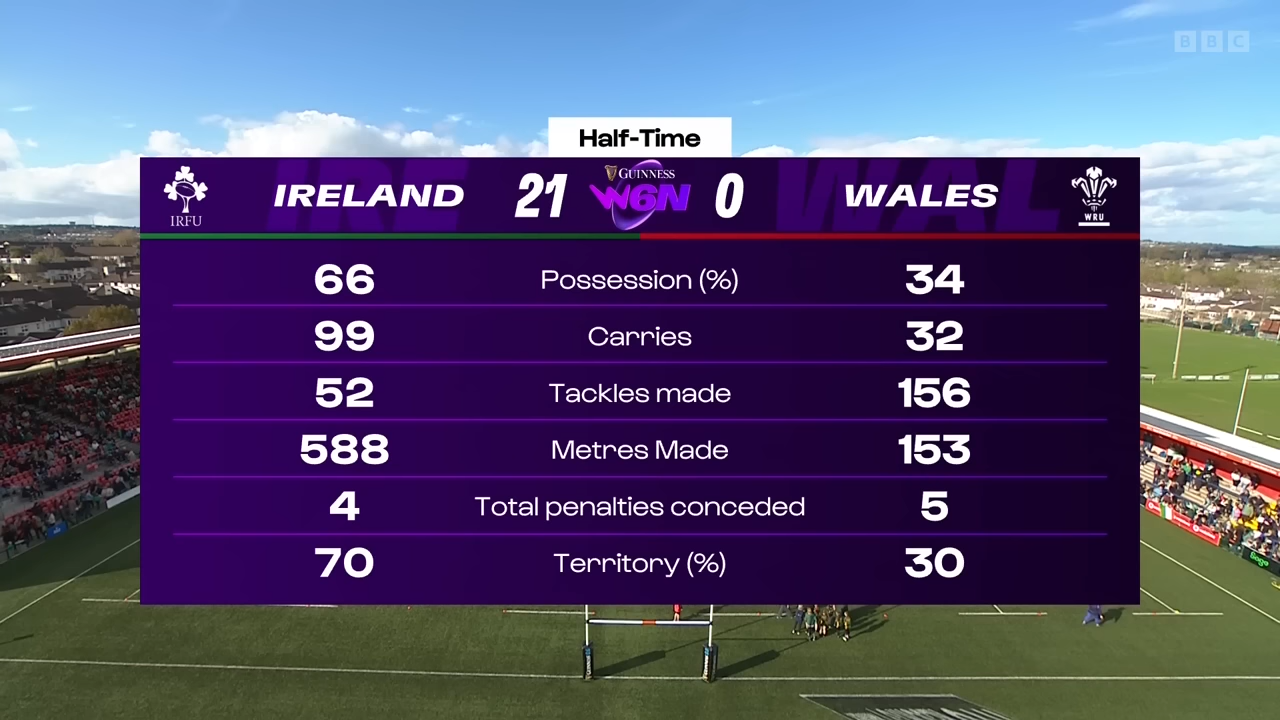 BBC
Half-Time
IRELAND 21 GUINNESS W6N 0 WALES
IRFU
WRU
66 Possession (%) 34
99 Carries 32
52 Tackles made 156
588 Metres Made 153
4 Total penalties conceded 5
70 Territory (%) 30